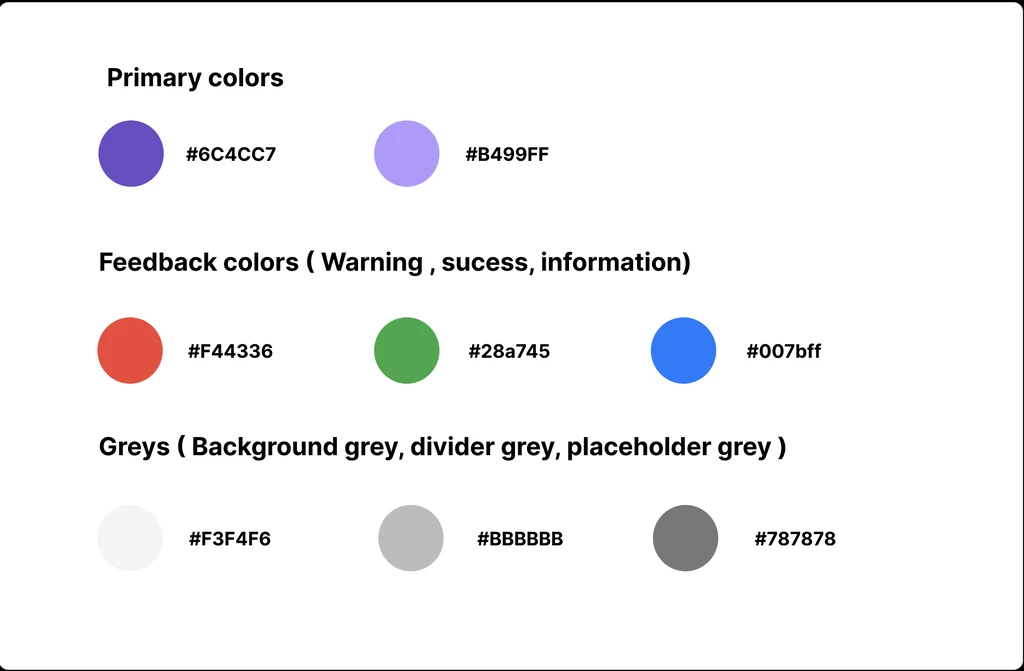 Primary colors
#6C4CC7 #B499FF
Feedback colors ( Warning , sucess, information)
#F44336 #28a745 #007bff
Greys ( Background grey, divider grey, placeholder grey )
#F3F4F6 #BBBBBB #787878